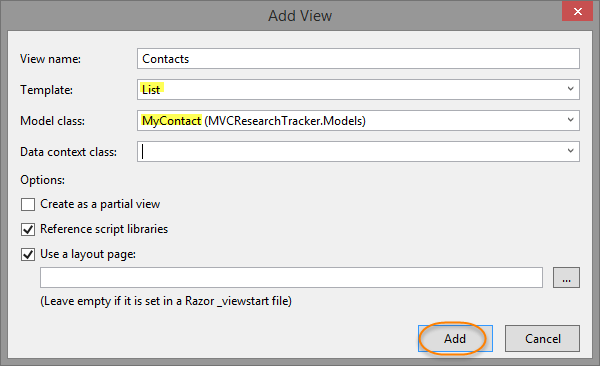 Add View
View name: Contacts
Template: List
Model class: MyContact (MVCResearchTracker.Models)
Data context class:
Options:
Create as a partial view
Reference script libraries
Use a layout page:
...
(Leave empty if it is set in a Razor _viewstart file)
Add Cancel